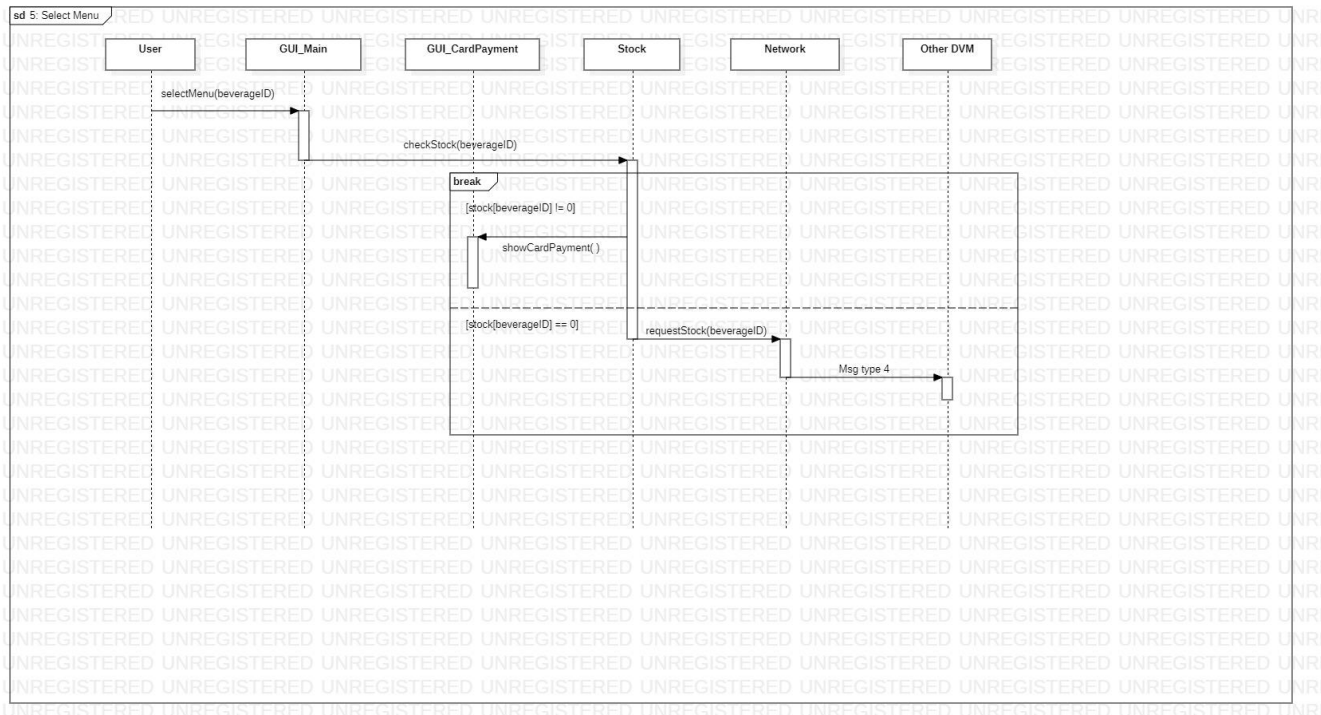 sd 5: Select Menu
User
GUI_Main
GUI_CardPayment
Stock
Network
Other DVM
selectMenu(beverageID)
checkStock(beverageID)
break
[stock[beverageID] != 0]
showCardPayment( )
[stock[beverageID] == 0]
requestStock(beverageID)
Msg type 4
UNREGISTERED